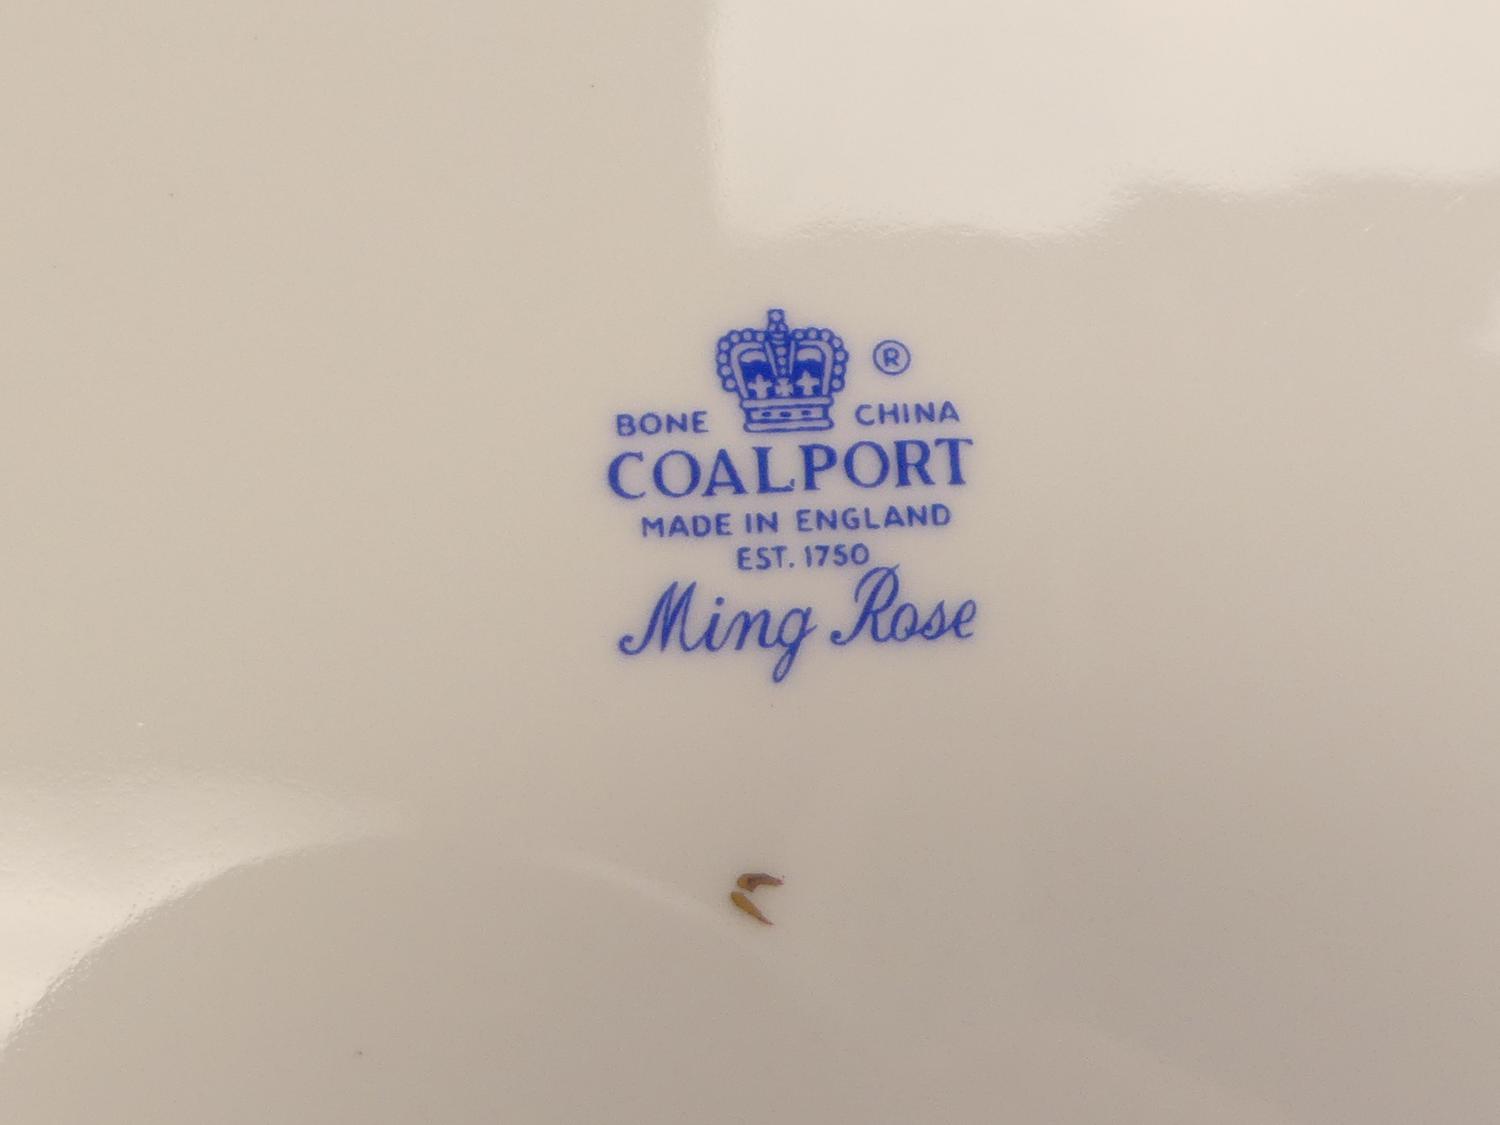 ®
BONE CHINA
COALPORT
MADE IN ENGLAND
EST. 1750
Ming Rose